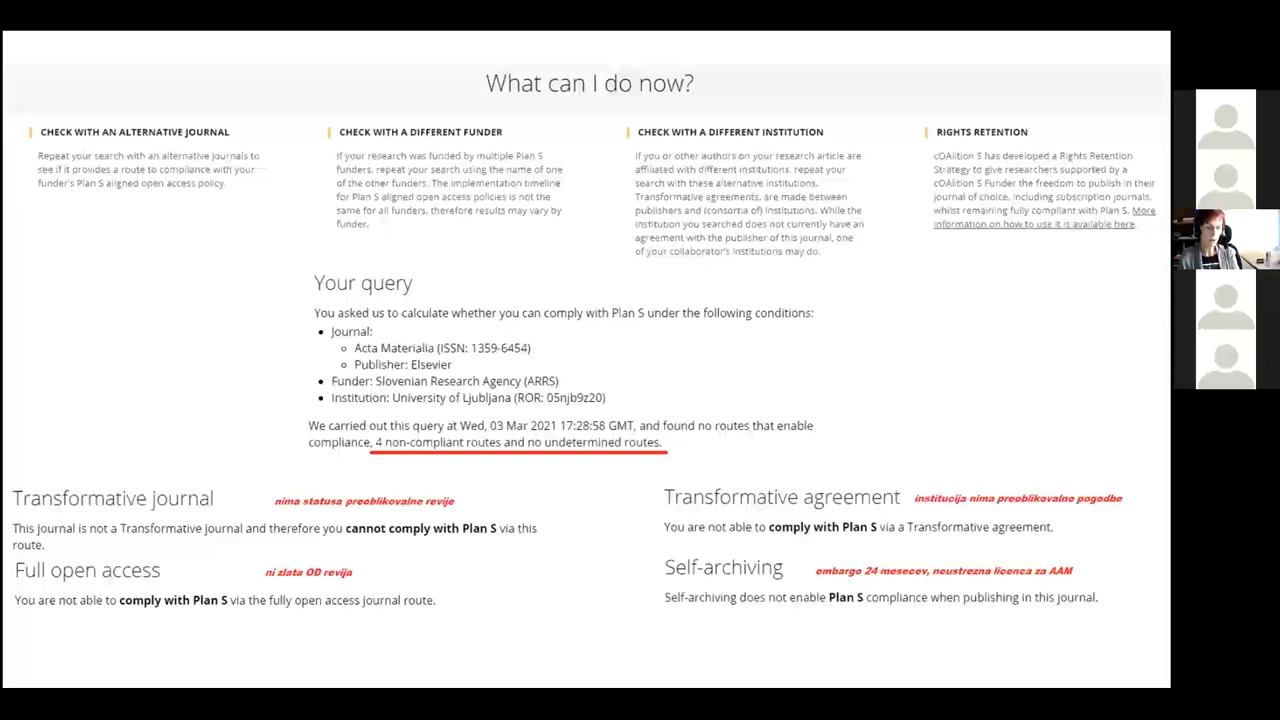 What can I do now?
CHECK WITH AN ALTERNATIVE JOURNAL
Repeat your search with an alternative journals to
see if it provides a route to compliance with your
funder's Plan S aligned open access policy.
CHECK WITH A DIFFERENT FUNDER
If your research was funded by multiple Plan S
funders, repeat your search using the name of one
of the other funders. The implementation timeline
for Plan S aligned open access policies is not the
same for all funders, therefore results may vary by
funder.
CHECK WITH A DIFFERENT INSTITUTION
If you or other authors on your research article are
affiliated with different institutions, repeat your
search with these alternative institutions.
Transformative agreements, are made between
publishers and (consortia of) institutions. While the
institution you searched does not currently have an
agreement with the publisher of this journal, one
of your collaborator's institutions may do.
RIGHTS RETENTION
cOAlition S has developed a Rights Retention
Strategy to give researchers supported by a
cOAlition S Funder the freedom to publish in their
journal of choice, including subscription journals,
whilst remaining fully compliant with Plan S. More
information on how to use it is available here.
Your query
You asked us to calculate whether you can comply with Plan S under the following conditions:
• Journal:
○ Acta Materialia (ISSN: 1359-6454)
○ Publisher: Elsevier
• Funder: Slovenian Research Agency (ARRS)
• Institution: University of Ljubljana (ROR: 05njb9z20)
We carried out this query at Wed, 03 Mar 2021 17:28:58 GMT, and found no routes that enable
compliance, 4 non-compliant routes and no undetermined routes.
Transformative journal nima statusa preoblikovalne revije
This journal is not a Transformative journal and therefore you cannot comply with Plan S via this
route.
Full open access ni zlata OD revija
You are not able to comply with Plan S via the fully open access journal route.
Transformative agreement institucija nima preoblikovalne pogodbe
You are not able to comply with Plan S via a Transformative agreement.
Self-archiving embargo 24 mesecev, neustrezna licenca za AAM
Self-archiving does not enable Plan S compliance when publishing in this journal.